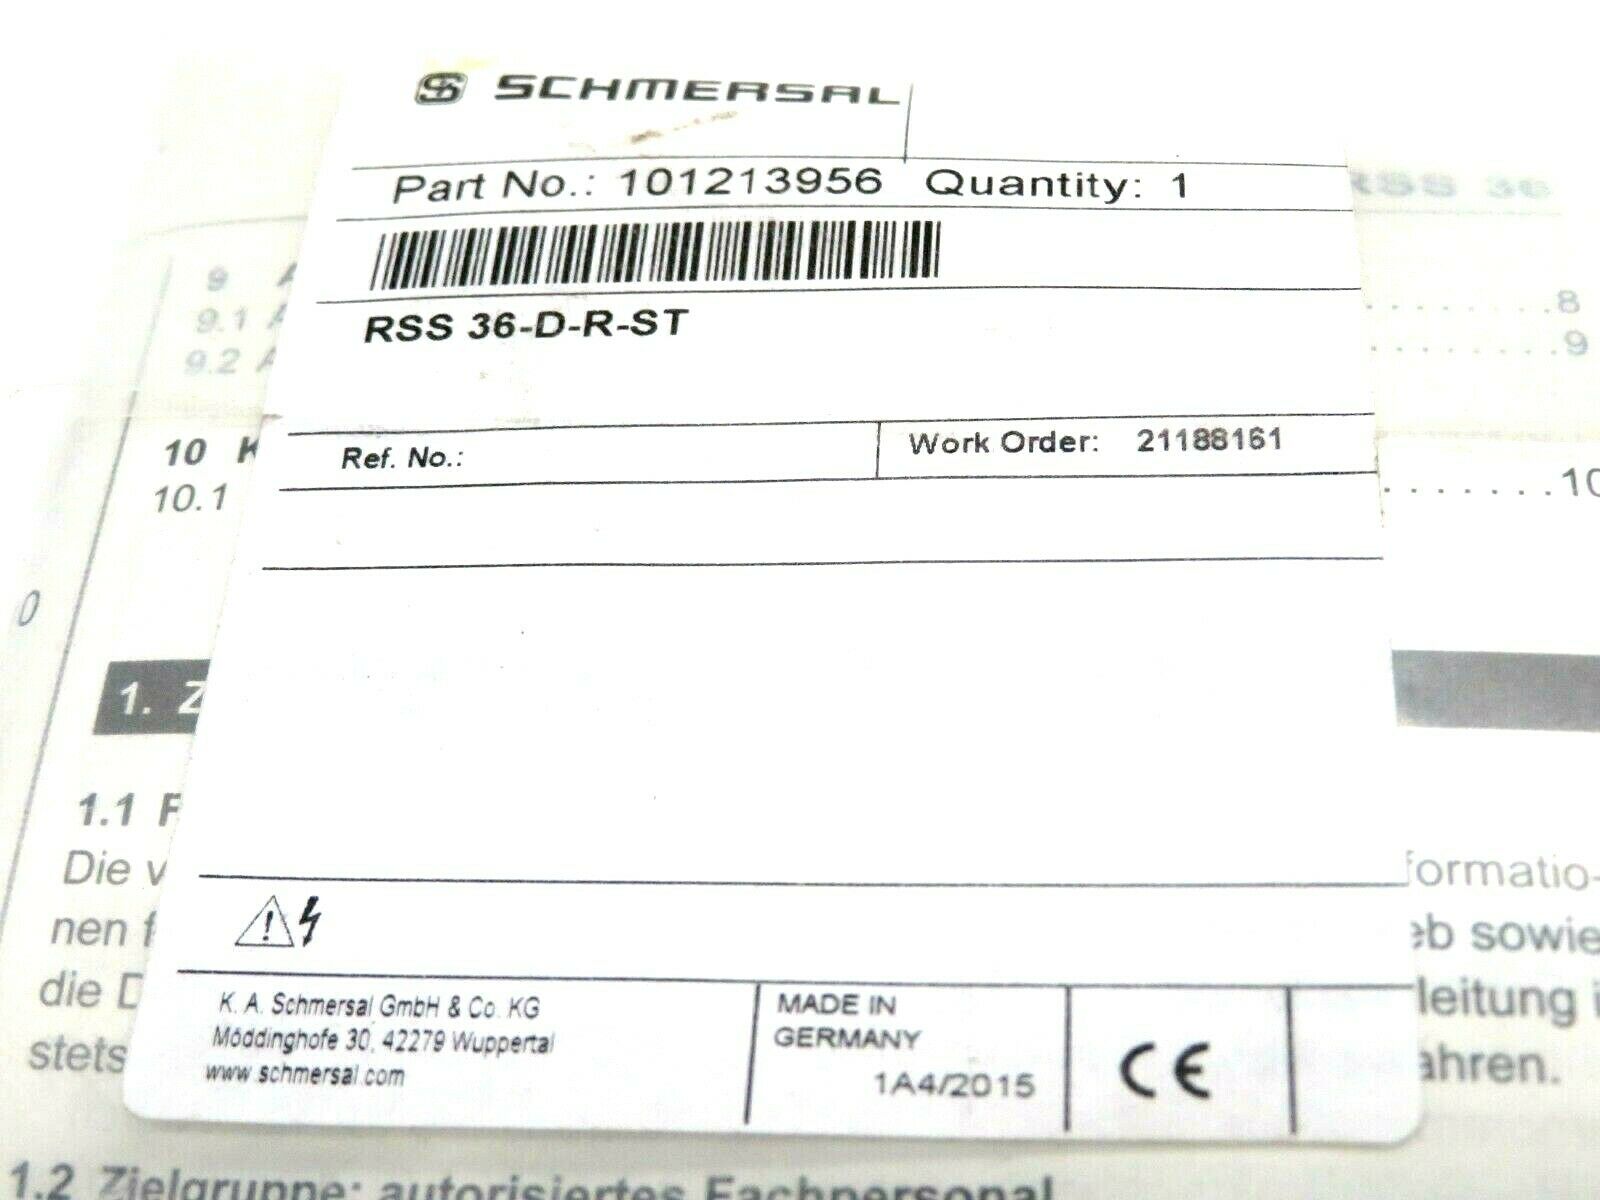 SCHMERSAL
Part No.: 101213956 Quantity: 1
RSS 36
RSS 36-D-R-ST
9 A
9.1 A
9.2 A
8
9
Ref. No.: Work Order: 21188161
10 K
10.1
10
0
1. Z
1.1 F
Die v formatio-
nen f eb sowie
die D leitung i
stets ahren.
K. A. Schmersal GmbH & Co. KG
Möddinghofe 30, 42279 Wuppertal
www.schmersal.com
MADE IN
GERMANY
1A4/2015
CE
1.2 Zielgruppe: autorisiertes Fachpersonal